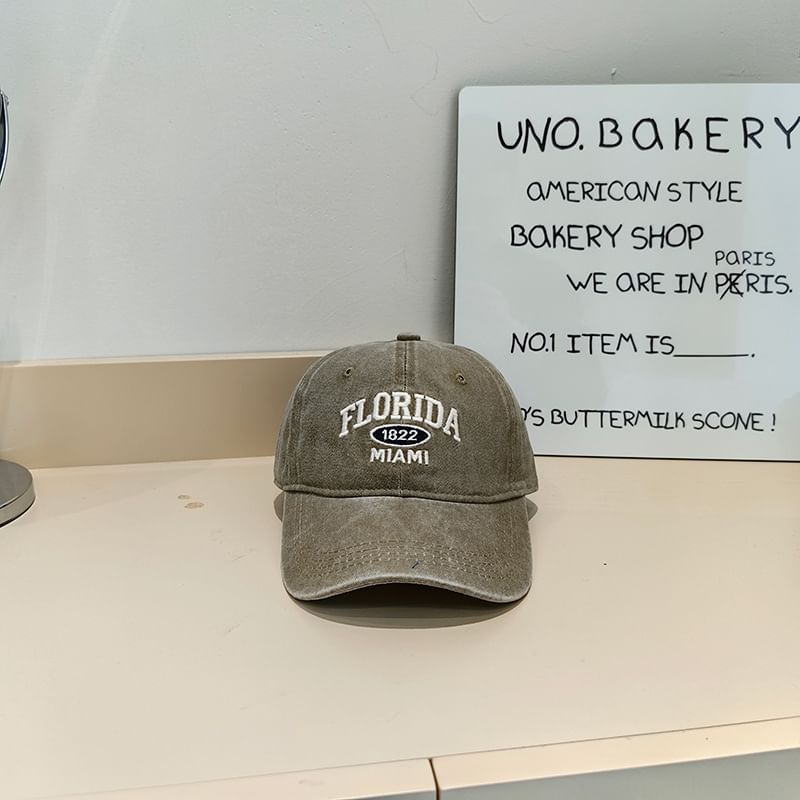 UNO. BAKERY
AMERICAN STYLE
BAKERY SHOP
PARIS
WE ARE IN PERIS.
NO.1 ITEM IS_____.
'S BUTTERMILK SCONE!
FLORIDA
1822
MIAMI